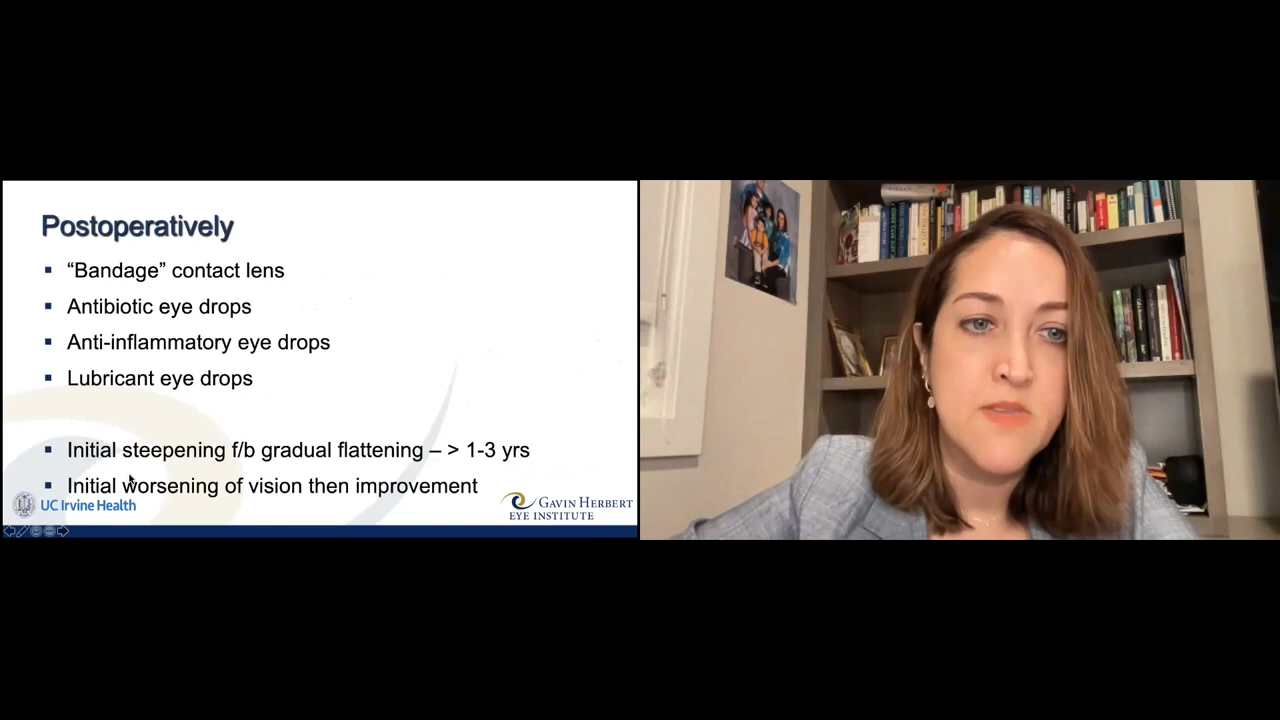 Postoperatively
▪ “Bandage” contact lens
▪ Antibiotic eye drops
▪ Anti-inflammatory eye drops
▪ Lubricant eye drops
▪ Initial steepening f/b gradual flattening – > 1-3 yrs
▪ Initial worsening of vision then improvement
UC Irvine Health
GAVIN HERBERT
EYE INSTITUTE